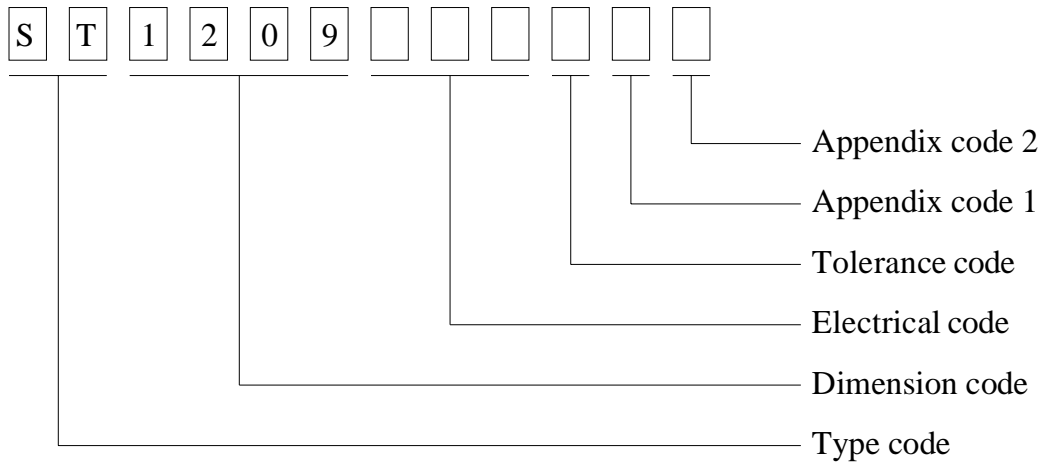 S T 1 2 0 9
Appendix code 2
Appendix code 1
Tolerance code
Electrical code
Dimension code
Type code